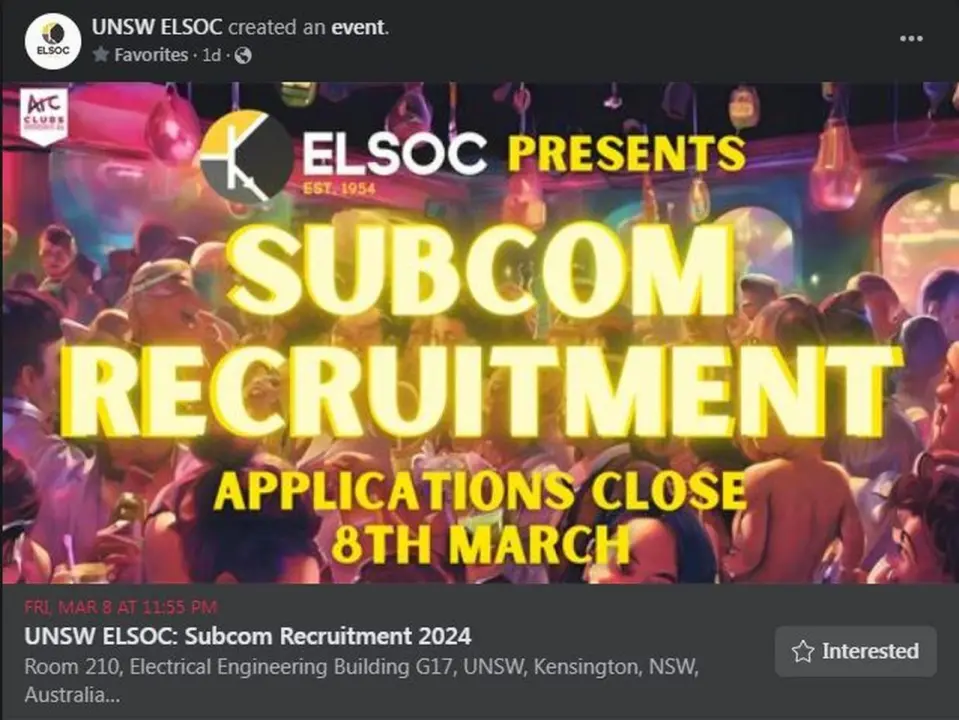 UNSW ELSOC created an event.
ELSOC
Favorites · 1d ·
Arc
CLUBS
ELSOC PRESENTS
EST. 1954
SUBCOM
RECRUITMENT
APPLICATIONS CLOSE
8TH MARCH
FRI, MAR 8 AT 11:55 PM
UNSW ELSOC: Subcom Recruitment 2024
Interested
Room 210, Electrical Engineering Building G17, UNSW, Kensington, NSW,
Australia...